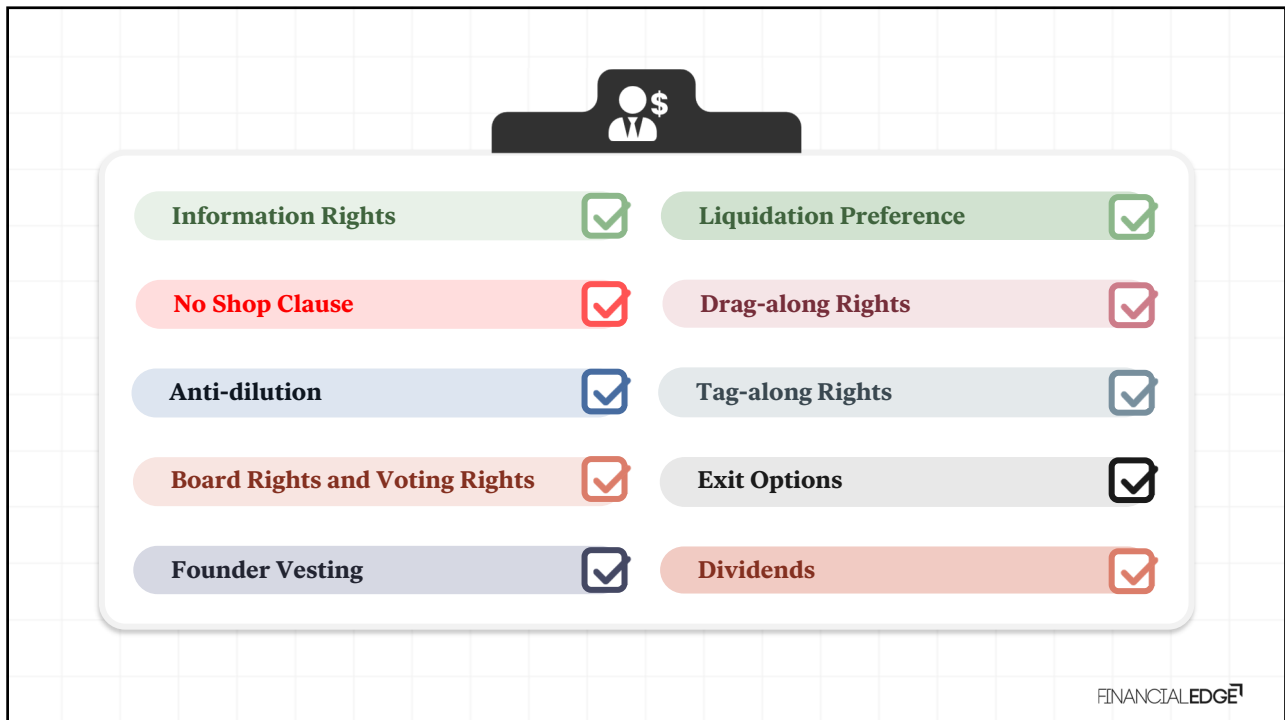 $
Information Rights
Liquidation Preference
No Shop Clause
Drag-along Rights
Anti-dilution
Tag-along Rights
Board Rights and Voting Rights
Exit Options
Founder Vesting
Dividends
FINANCIALEDGE